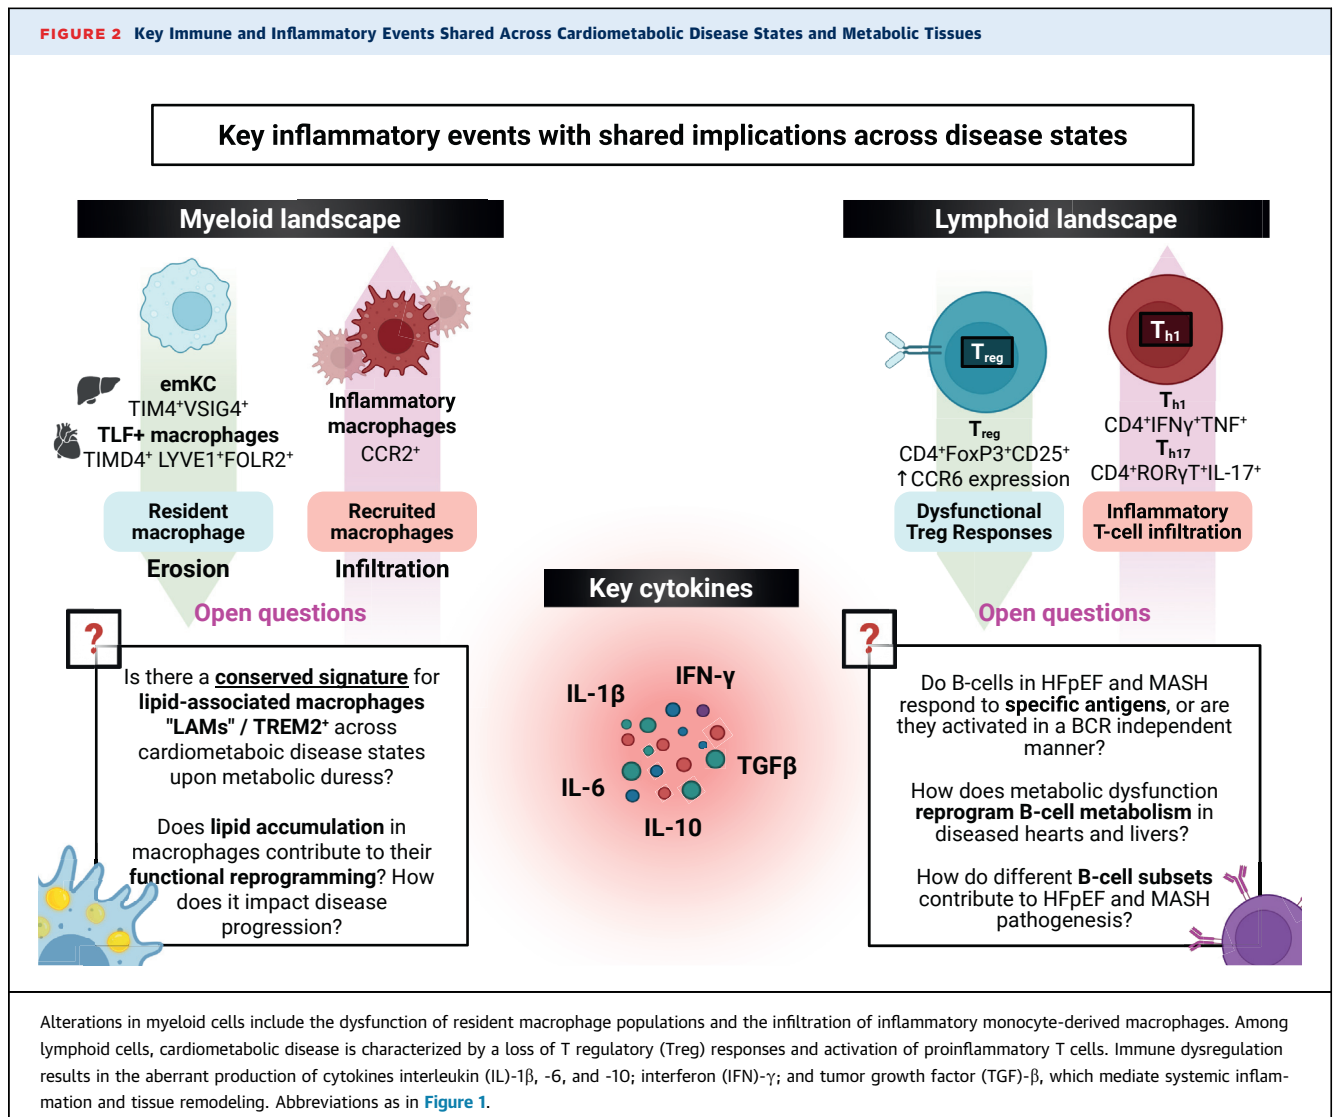 FIGURE 2 Key Immune and Inflammatory Events Shared Across Cardiometabolic Disease States and Metabolic Tissues
Key inflammatory events with shared implications across disease states
Myeloid landscape
emKC
TIM4⁺VSIG4⁺
TLF+ macrophages
TIMD4⁺ LYVE1⁺FOLR2⁺
Resident
macrophage
Erosion
Inflammatory
macrophages
CCR2⁺
Recruited
macrophages
Infiltration
Open questions
?
Is there a conserved signature for
lipid-associated macrophages
"LAMs" / TREM2⁺ across
cardiometaboic disease states
upon metabolic duress?
Does lipid accumulation in
macrophages contribute to their
functional reprogramming? How
does it impact disease
progression?
Key cytokines
IFN-γ
IL-1β
TGFβ
IL-6
IL-10
Lymphoid landscape
Treg
Treg
CD4⁺FoxP3⁺CD25⁺
↑CCR6 expression
Dysfunctional
Treg Responses
Th1
Th1
CD4⁺IFNγ⁺TNF⁺
Th17
CD4⁺RORγT⁺IL-17⁺
Inflammatory
T-cell infiltration
Open questions
?
Do B-cells in HFpEF and MASH
respond to specific antigens, or are
they activated in a BCR independent
manner?
How does metabolic dysfunction
reprogram B-cell metabolism in
diseased hearts and livers?
How do different B-cell subsets
contribute to HFpEF and MASH
pathogenesis?
Alterations in myeloid cells include the dysfunction of resident macrophage populations and the infiltration of inflammatory monocyte-derived macrophages. Among
lymphoid cells, cardiometabolic disease is characterized by a loss of T regulatory (Treg) responses and activation of proinflammatory T cells. Immune dysregulation
results in the aberrant production of cytokines interleukin (IL)-1β, -6, and -10; interferon (IFN)-γ; and tumor growth factor (TGF)-β, which mediate systemic inflam-
mation and tissue remodeling. Abbreviations as in Figure 1.